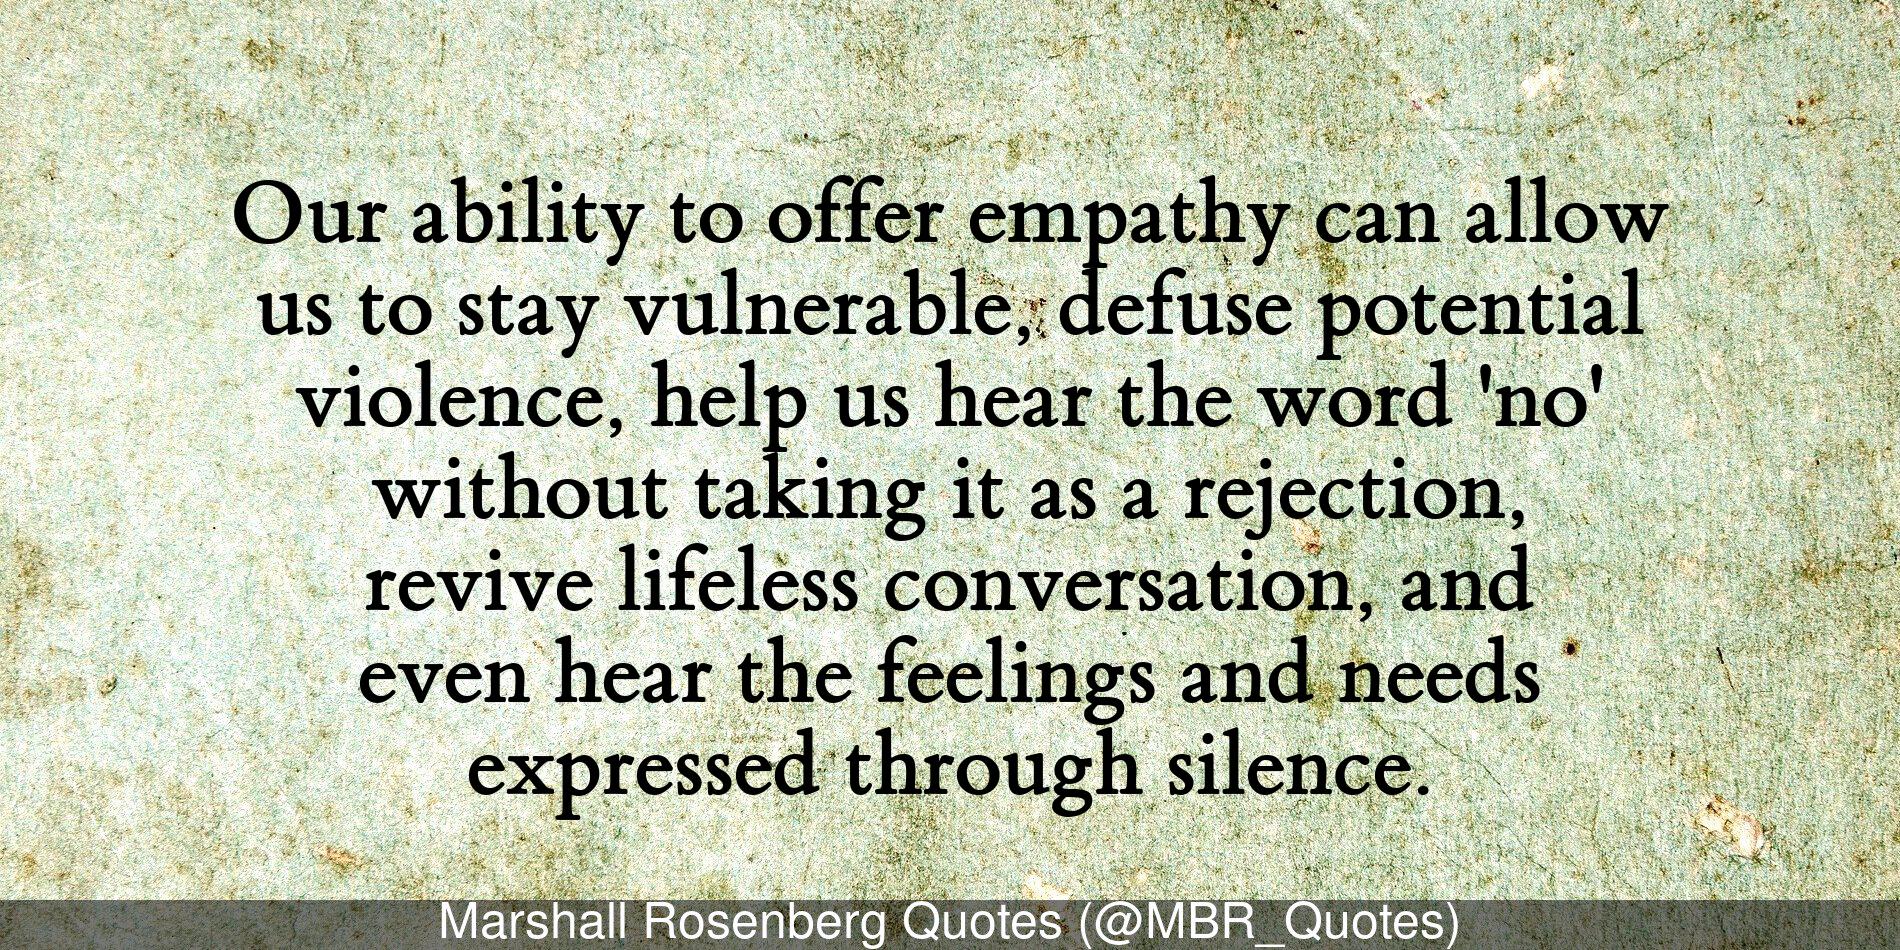 Our ability to offer empathy can allow
us to stay vulnerable, defuse potential
violence, help us hear the word 'no'
without taking it as a rejection,
revive lifeless conversation, and
even hear the feelings and needs
expressed through silence.
Marshall Rosenberg Quotes (@MBR_Quotes)